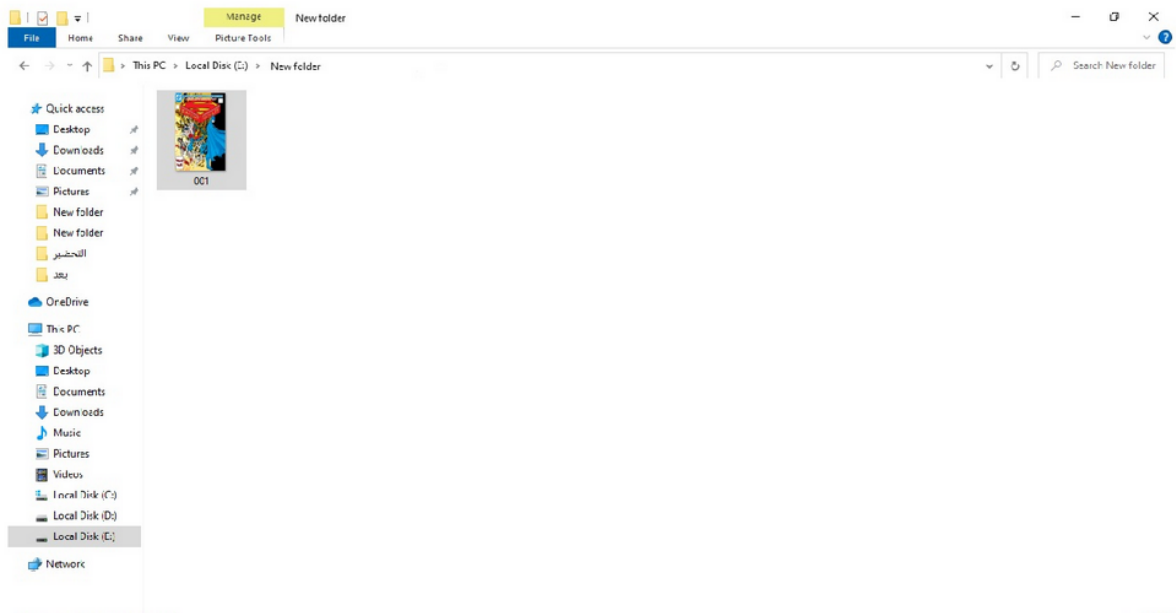 Manage New folder
File Home Share View Picture Tools
This PC > Local Disk (E:) > New folder Search New folder
Quick access
Desktop
Downloads
Documents
Pictures
New folder
New folder
التحضير
بعد
OneDrive
This PC
3D Objects
Desktop
Documents
Downloads
Music
Pictures
Videos
Local Disk (C:)
Local Disk (D:)
Local Disk (E:)
Network
001